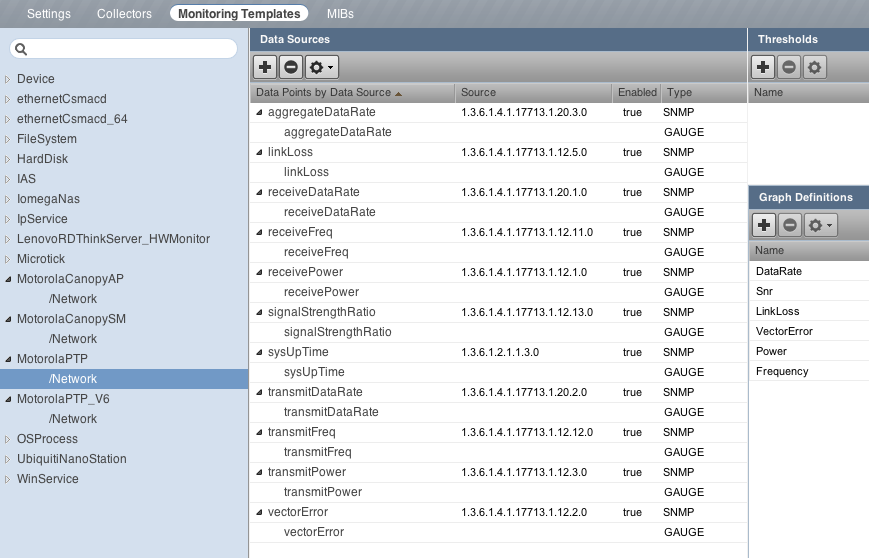 Settings Collectors Monitoring Templates MIBs
Device
ethernetCsmacd
ethernetCsmacd_64
FileSystem
HardDisk
IAS
IomegaNas
IpService
LenovoRDThinkServer_HWMonitor
Microtick
MotorolaCanopyAP
/Network
MotorolaCanopySM
/Network
MotorolaPTP
/Network
MotorolaPTP_V6
/Network
OSProcess
UbiquitiNanoStation
WinService
Data Sources
Data Points by Data Source Source Enabled Type
aggregateDataRate 1.3.6.1.4.1.17713.1.20.3.0 true SNMP
aggregateDataRate GAUGE
linkLoss 1.3.6.1.4.1.17713.1.12.5.0 true SNMP
linkLoss GAUGE
receiveDataRate 1.3.6.1.4.1.17713.1.20.1.0 true SNMP
receiveDataRate GAUGE
receiveFreq 1.3.6.1.4.1.17713.1.12.11.0 true SNMP
receiveFreq GAUGE
receivePower 1.3.6.1.4.1.17713.1.12.1.0 true SNMP
receivePower GAUGE
signalStrengthRatio 1.3.6.1.4.1.17713.1.12.13.0 true SNMP
signalStrengthRatio GAUGE
sysUpTime 1.3.6.1.2.1.1.3.0 true SNMP
sysUpTime GAUGE
transmitDataRate 1.3.6.1.4.1.17713.1.20.2.0 true SNMP
transmitDataRate GAUGE
transmitFreq 1.3.6.1.4.1.17713.1.12.12.0 true SNMP
transmitFreq GAUGE
transmitPower 1.3.6.1.4.1.17713.1.12.3.0 true SNMP
transmitPower GAUGE
vectorError 1.3.6.1.4.1.17713.1.12.2.0 true SNMP
vectorError GAUGE
Thresholds
Name
Graph Definitions
Name
DataRate
Snr
LinkLoss
VectorError
Power
Frequency